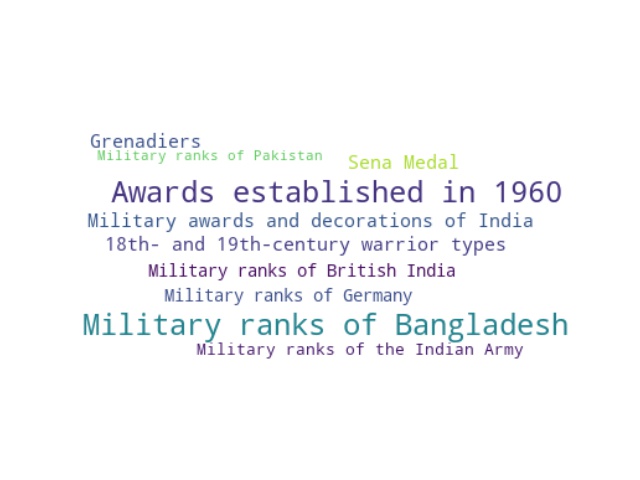 Grenadiers
Military ranks of Pakistan
Sena Medal
Awards established in 1960
Military awards and decorations of India
18th- and 19th-century warrior types
Military ranks of British India
Military ranks of Germany
Military ranks of Bangladesh
Military ranks of the Indian Army